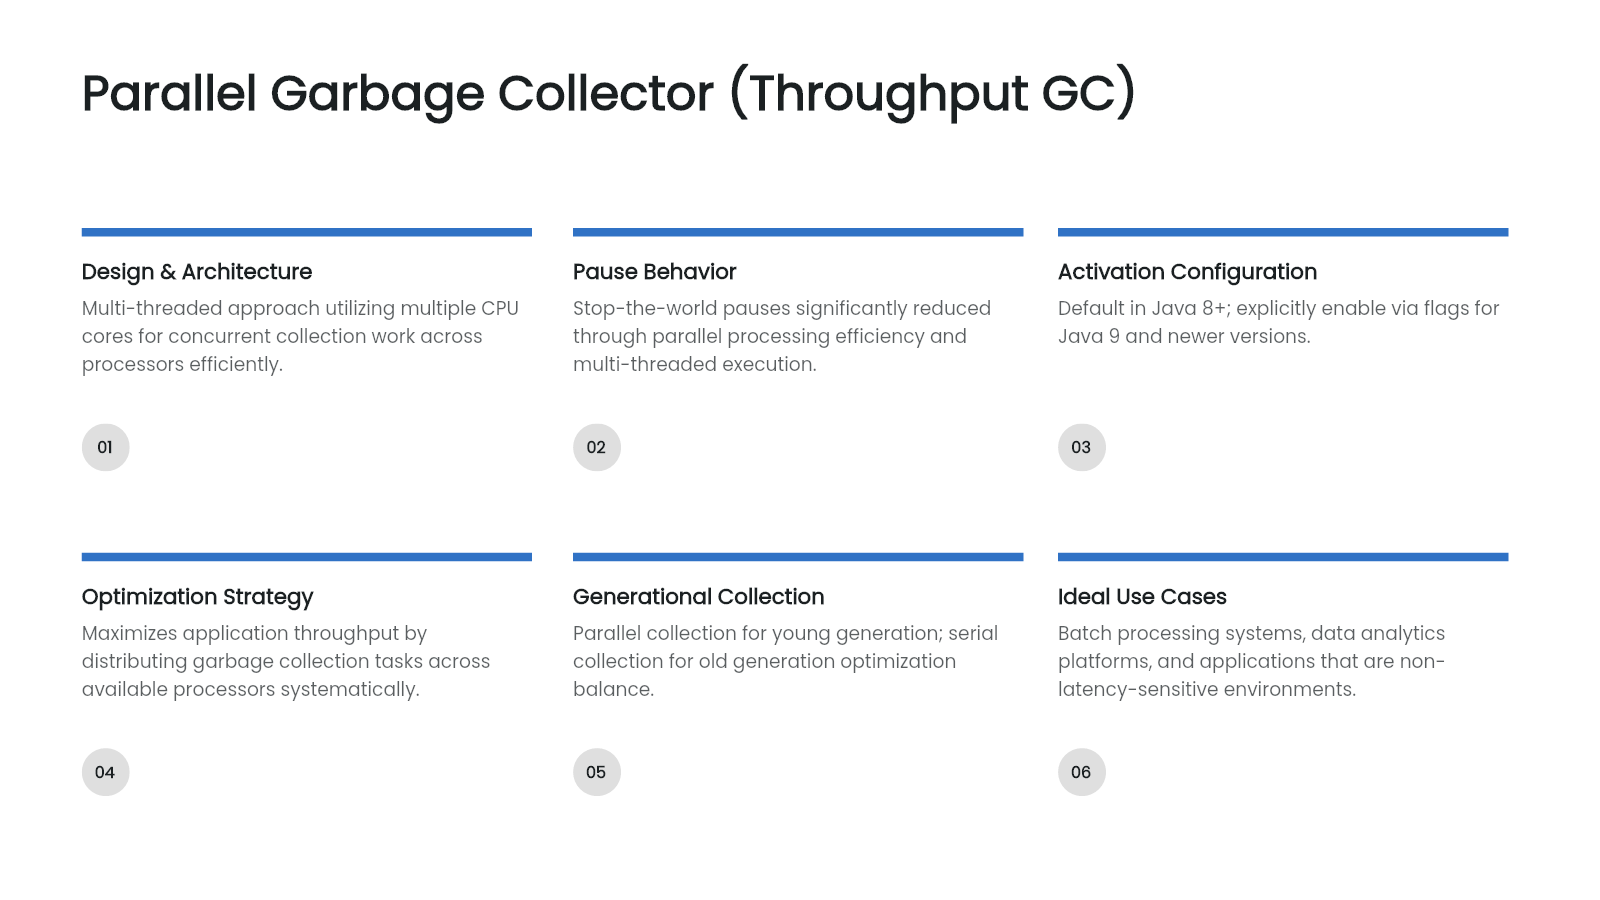 Parallel Garbage Collector (Throughput GC)
Design & Architecture
Multi-threaded approach utilizing multiple CPU
cores for concurrent collection work across
processors efficiently.
01
Pause Behavior
Stop-the-world pauses significantly reduced
through parallel processing efficiency and
multi-threaded execution.
02
Activation Configuration
Default in Java 8+; explicitly enable via flags for
Java 9 and newer versions.
03
Optimization Strategy
Maximizes application throughput by
distributing garbage collection tasks across
available processors systematically.
04
Generational Collection
Parallel collection for young generation; serial
collection for old generation optimization
balance.
05
Ideal Use Cases
Batch processing systems, data analytics
platforms, and applications that are non-
latency-sensitive environments.
06